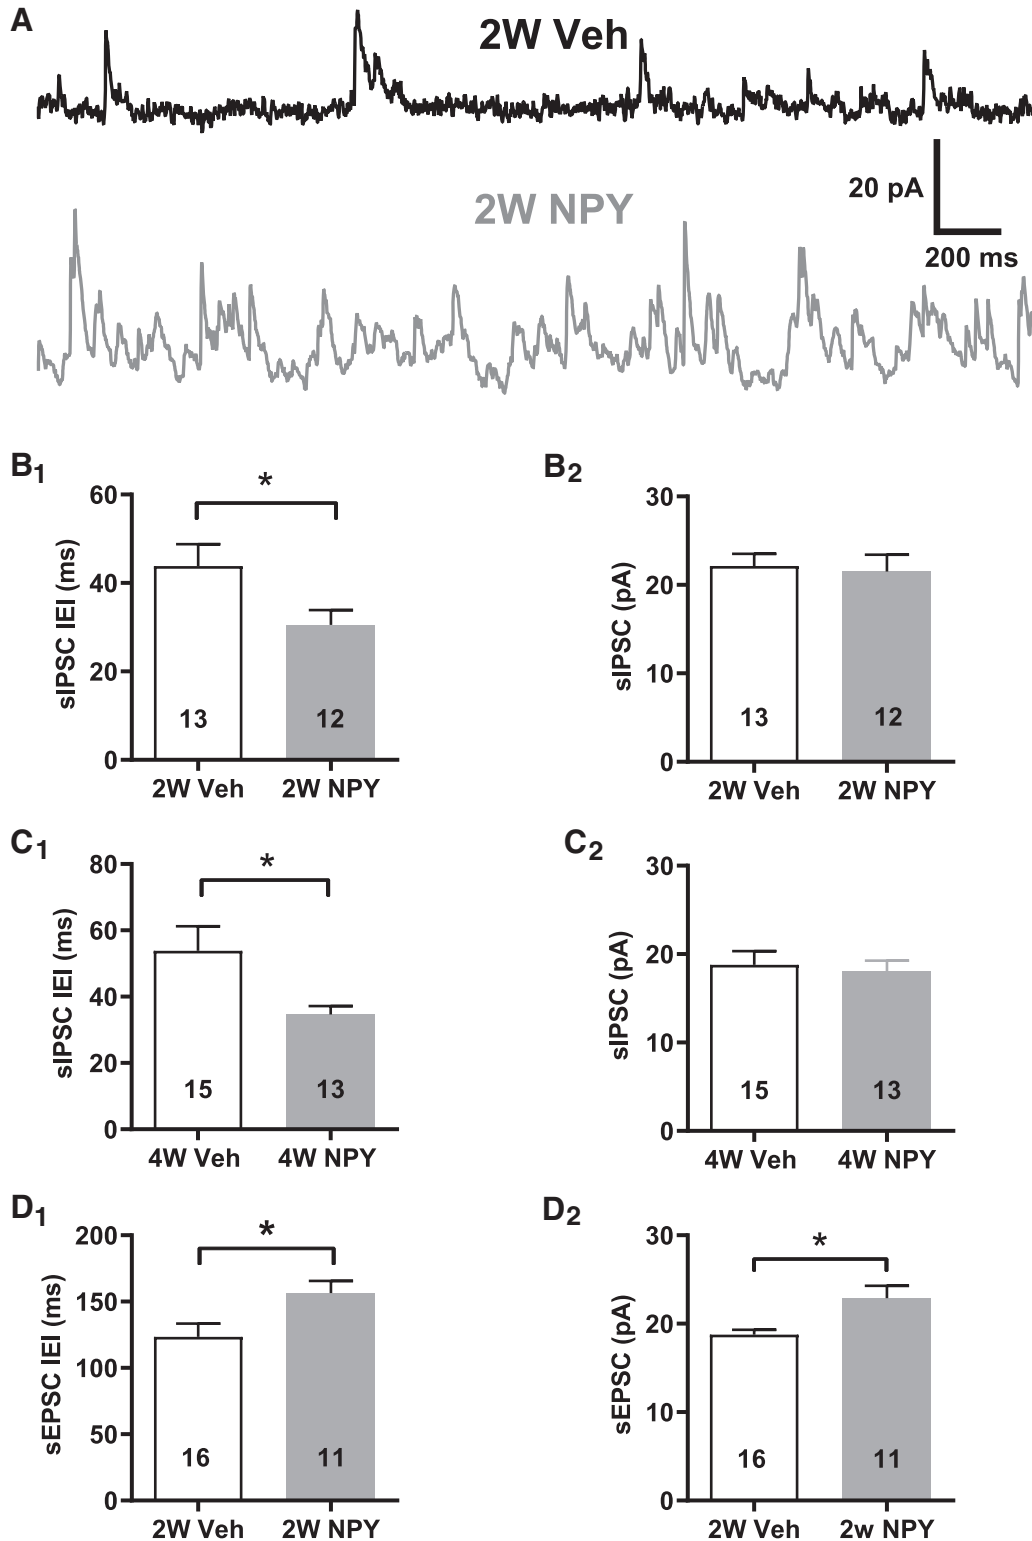 A
2W Veh
20 pA
200 ms
2W NPY
B1
sIPSC IEI (ms)
60
40
20
0
*
13
12
2W Veh
2W NPY
B2
sIPSC (pA)
30
20
10
0
13
12
2W Veh
2W NPY
C1
sIPSC IEI (ms)
80
60
40
20
0
*
15
13
4W Veh
4W NPY
C2
sIPSC (pA)
30
20
10
0
15
13
4W Veh
4W NPY
D1
sEPSC IEI (ms)
200
150
100
50
0
*
16
11
2W Veh
2W NPY
D2
sEPSC (pA)
30
20
10
0
*
16
11
2W Veh
2w NPY